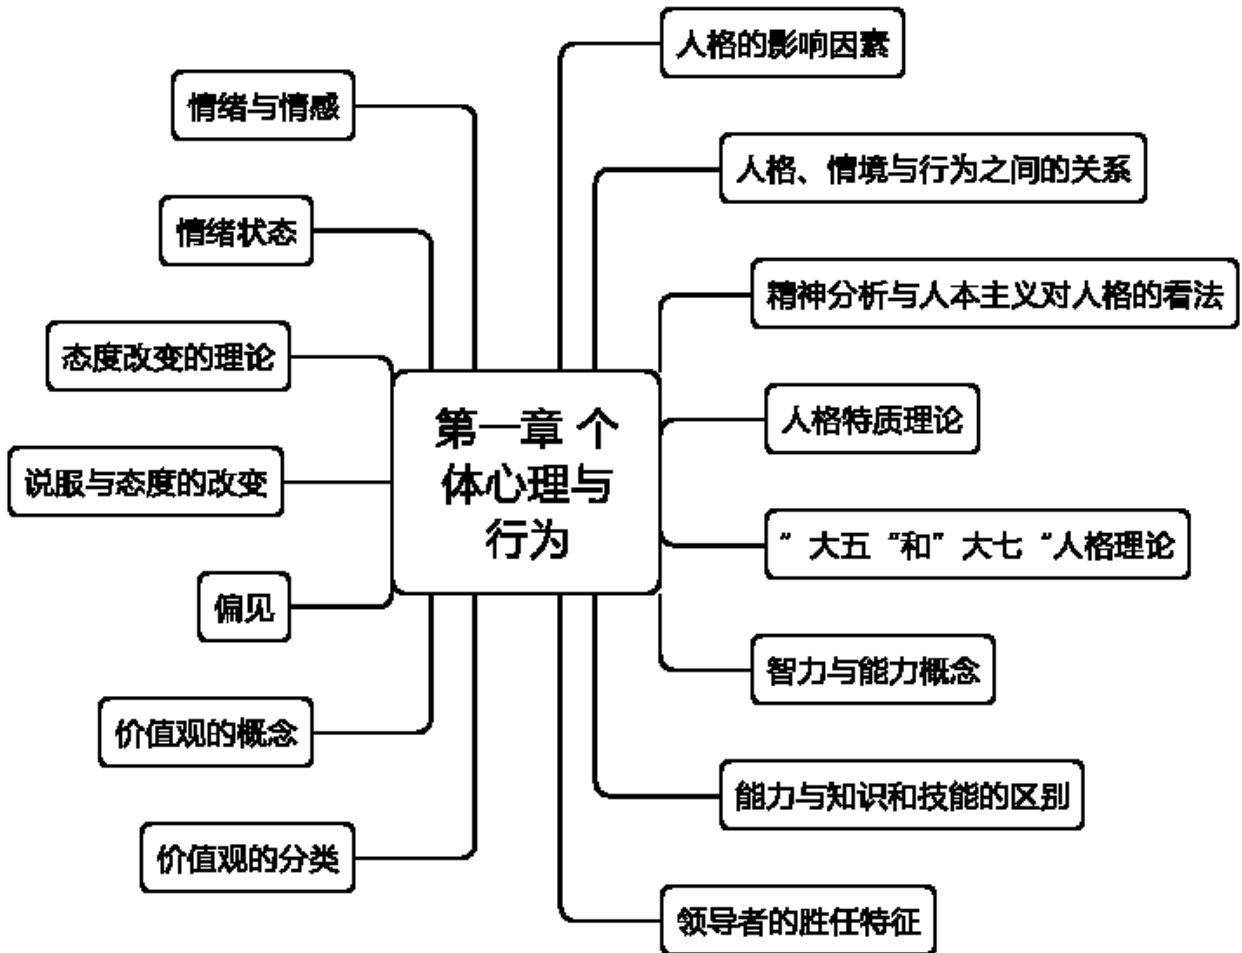 第一章 个
体心理与
行为
人格的影响因素
人格、情境与行为之间的关系
精神分析与人本主义对人格的看法
人格特质理论
”大五“和”大七“人格理论
智力与能力概念
能力与知识和技能的区别
领导者的胜任特征
情绪与情感
情绪状态
态度改变的理论
说服与态度的改变
偏见
价值观的概念
价值观的分类